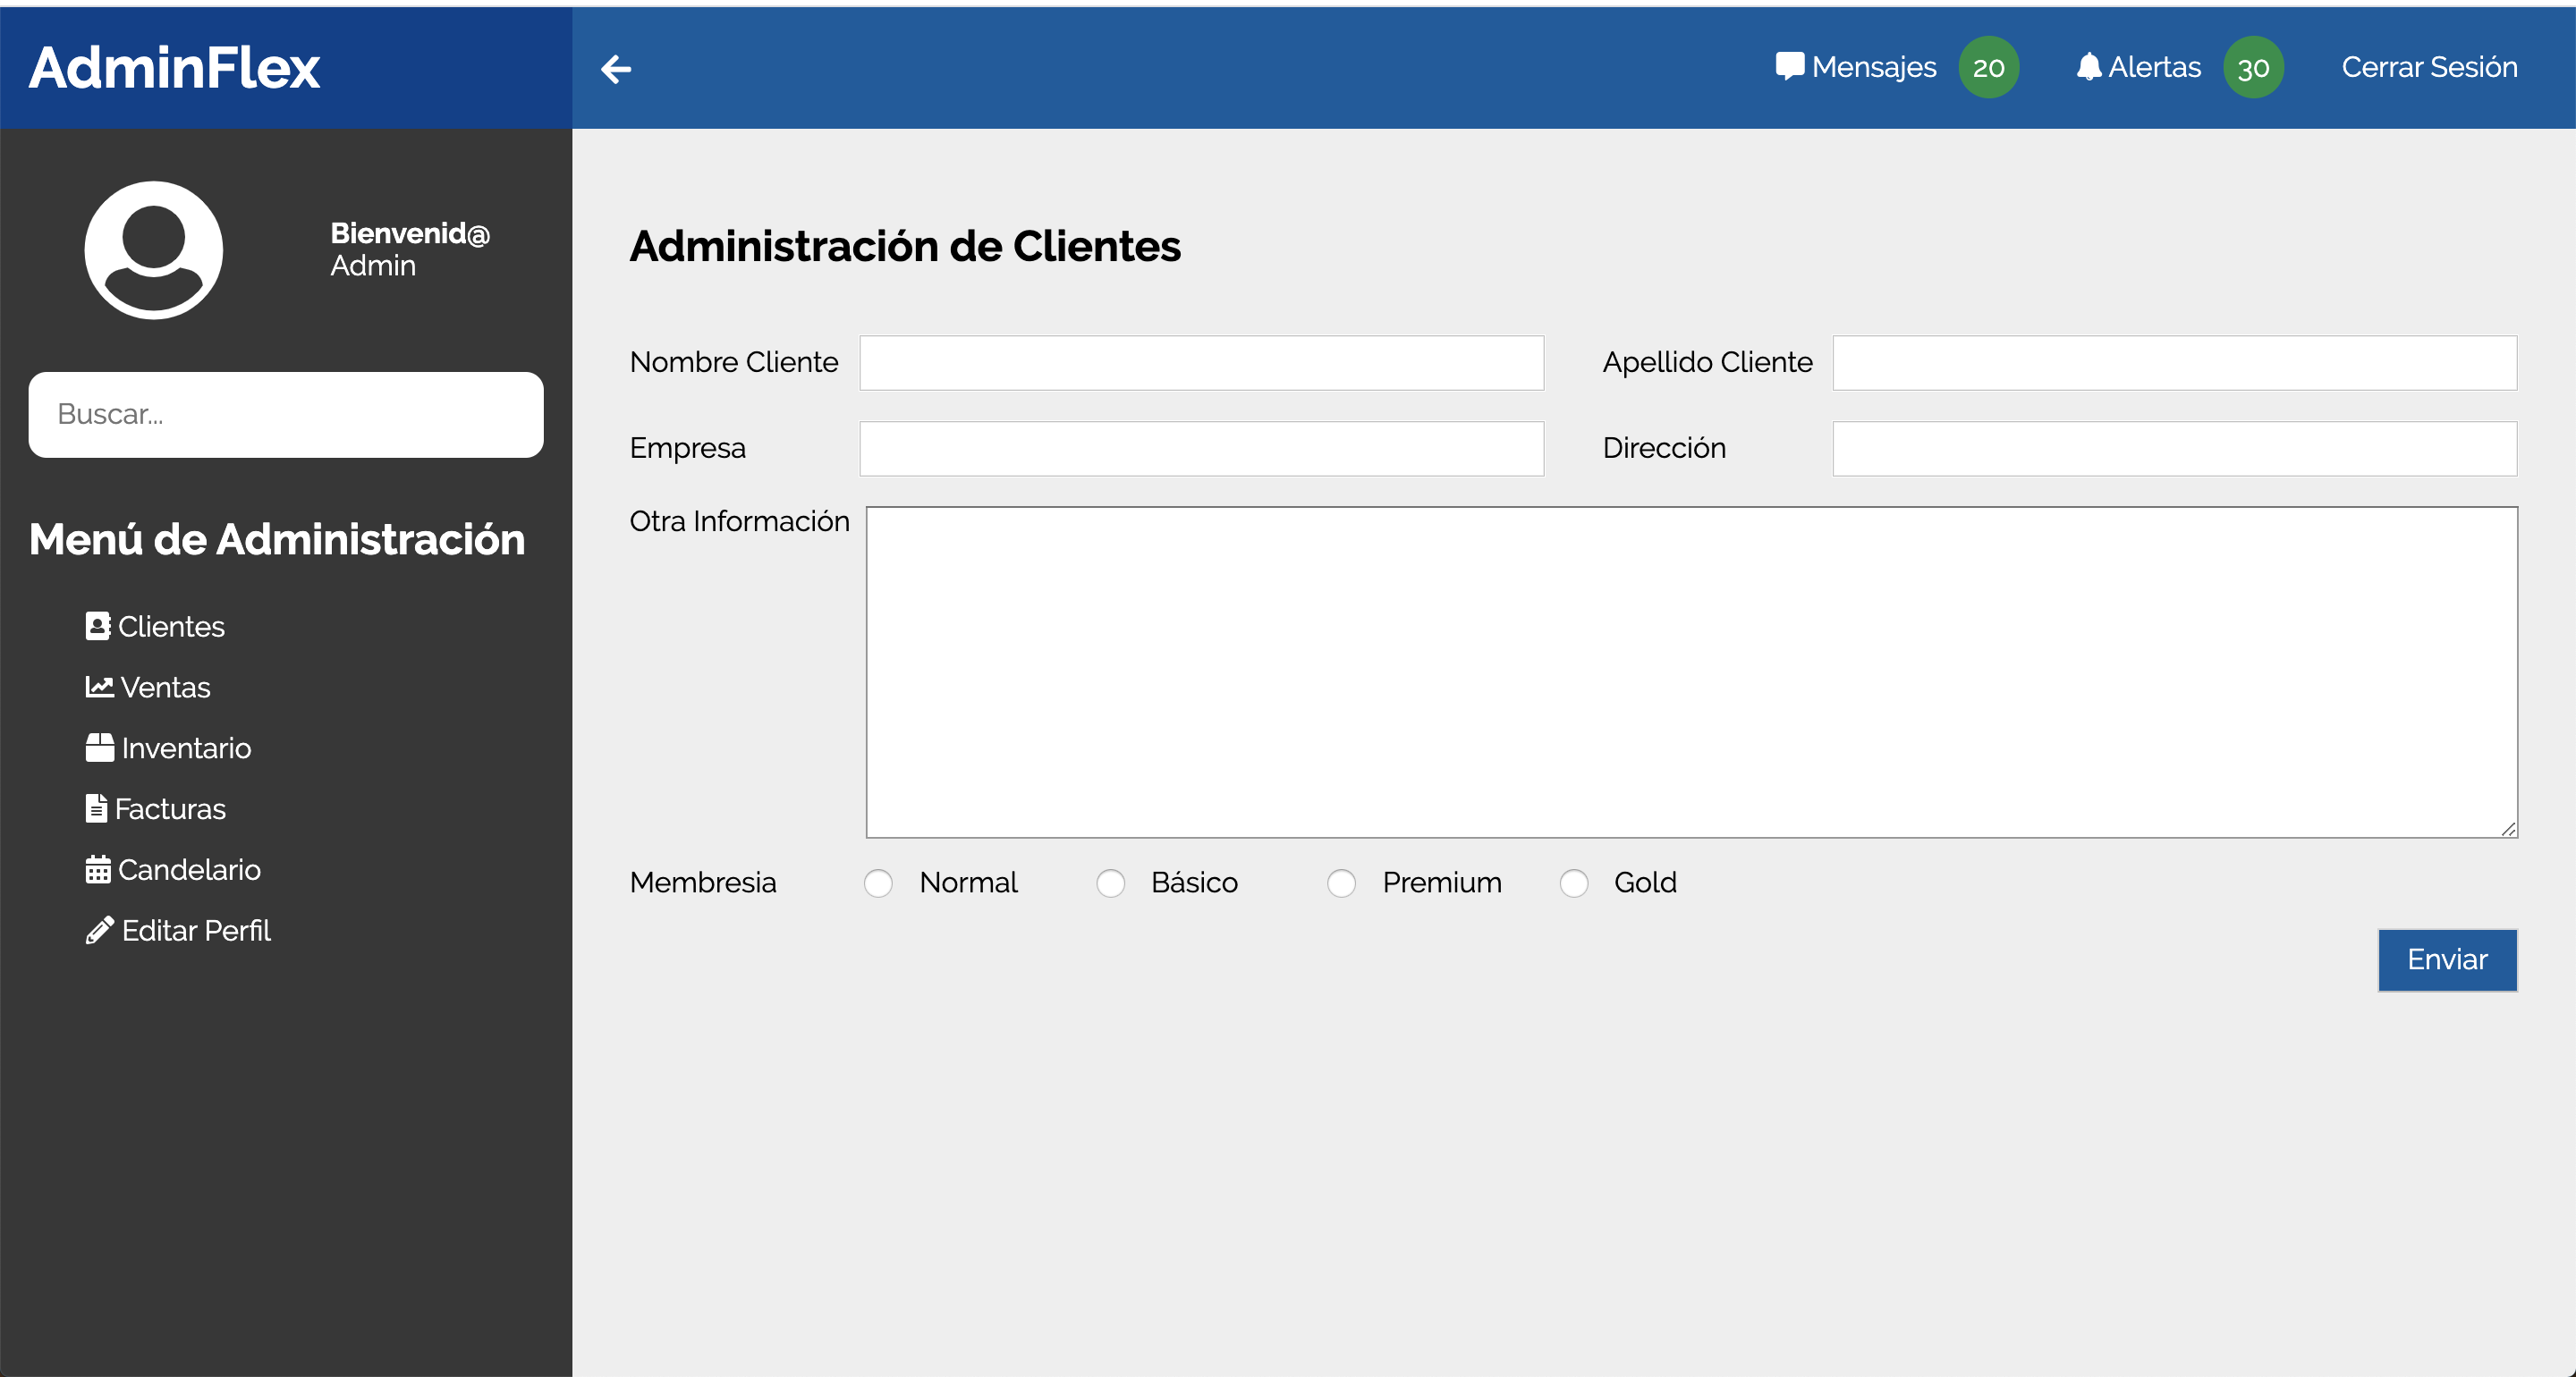 AdminFlex
Mensajes 20 Alertas 30 Cerrar Sesión
Bienvenid@
Admin
Buscar...
Menú de Administración
Clientes
Ventas
Inventario
Facturas
Candelario
Editar Perfil
Administración de Clientes
Nombre Cliente Apellido Cliente
Empresa Dirección
Otra Información
Membresia Normal Básico Premium Gold
Enviar